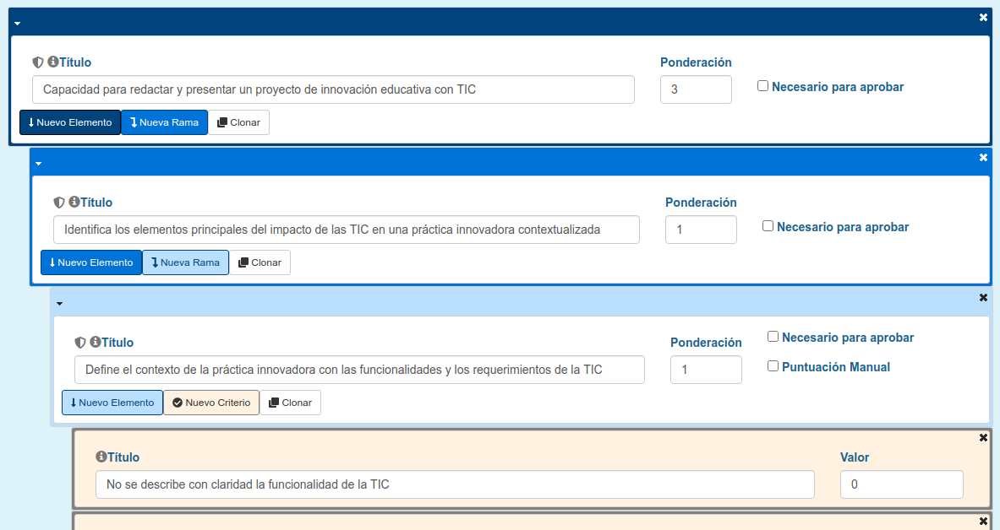 Título Ponderación
Capacidad para redactar y presentar un proyecto de innovación educativa con TIC 3 Necesario para aprobar
Nuevo Elemento Nueva Rama Clonar
Título Ponderación
Identifica los elementos principales del impacto de las TIC en una práctica innovadora contextualizada 1 Necesario para aprobar
Nuevo Elemento Nueva Rama Clonar
Título Ponderación Necesario para aprobar
Define el contexto de la práctica innovadora con las funcionalidades y los requerimientos de la TIC 1 Puntuación Manual
Nuevo Elemento Nuevo Criterio Clonar
Título Valor
No se describe con claridad la funcionalidad de la TIC 0